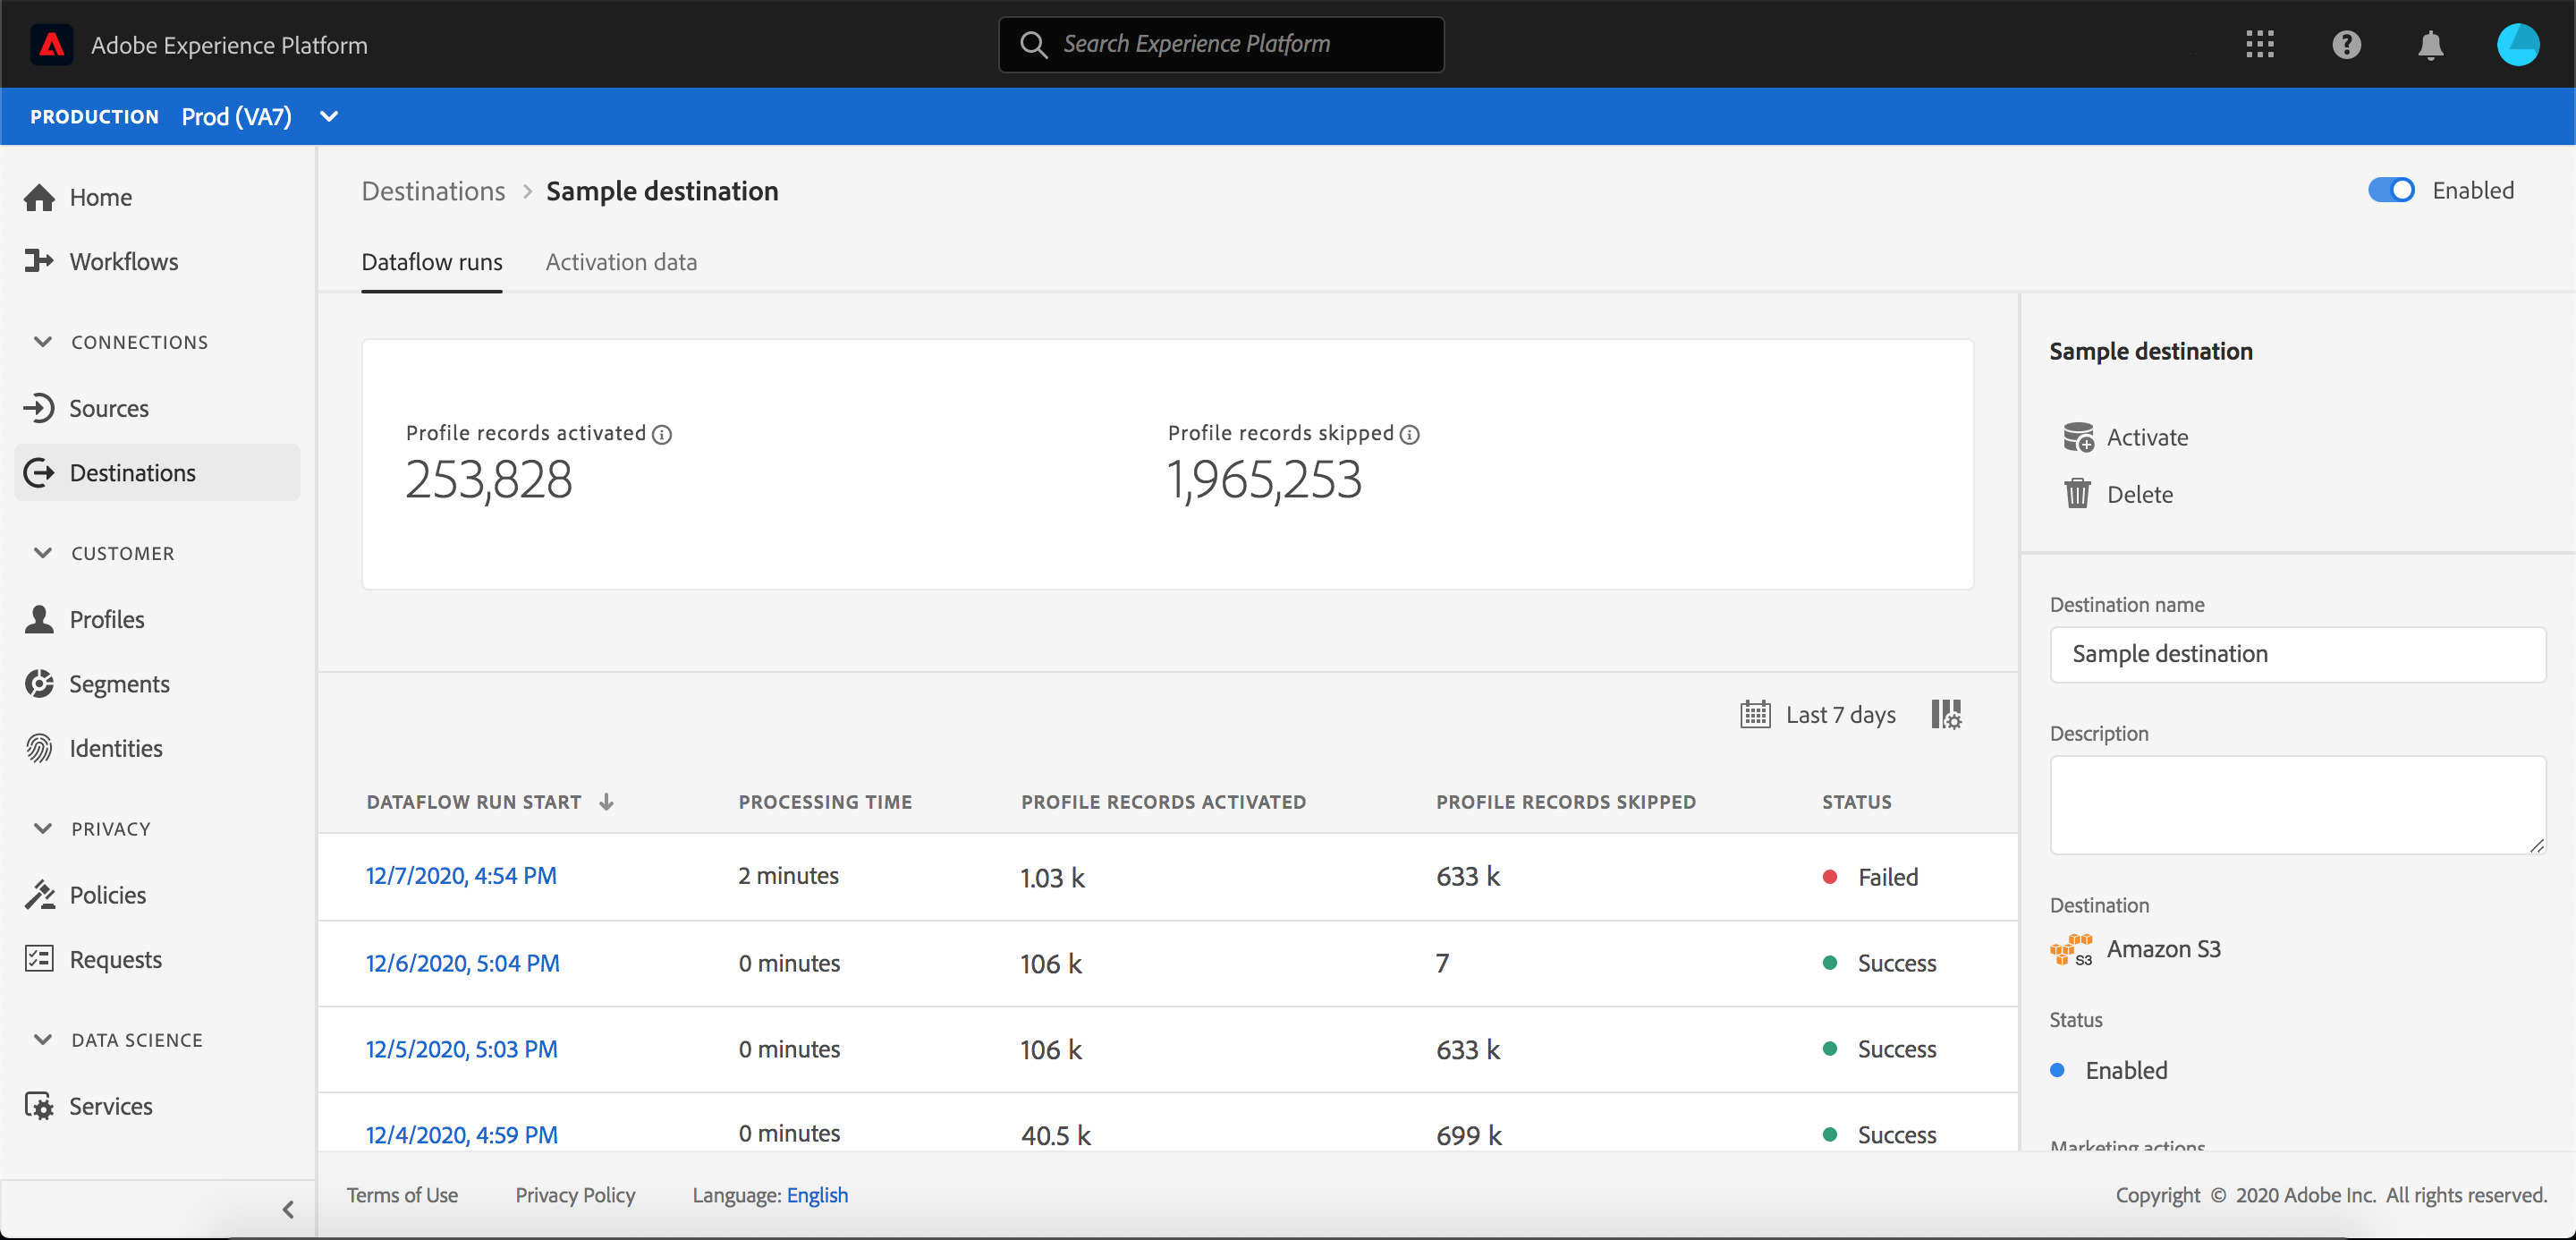 Adobe Experience Platform
Search Experience Platform
PRODUCTION Prod (VA7)
Home
Workflows
CONNECTIONS
Sources
Destinations
CUSTOMER
Profiles
Segments
Identities
PRIVACY
Policies
Requests
DATA SCIENCE
Services
Destinations > Sample destination
Enabled
Dataflow runs Activation data
Profile records activated
253,828
Profile records skipped
1,965,253
Last 7 days
DATAFLOW RUN START PROCESSING TIME PROFILE RECORDS ACTIVATED PROFILE RECORDS SKIPPED STATUS
12/7/2020, 4:54 PM 2 minutes 1.03 k 633 k Failed
12/6/2020, 5:04 PM 0 minutes 106 k 7 Success
12/5/2020, 5:03 PM 0 minutes 106 k 633 k Success
12/4/2020, 4:59 PM 0 minutes 40.5 k 699 k Success
Sample destination
Activate
Delete
Destination name
Sample destination
Description
Destination
S3 Amazon S3
Status
Enabled
Marketing actions
Terms of Use Privacy Policy Language: English
Copyright © 2020 Adobe Inc. All rights reserved.